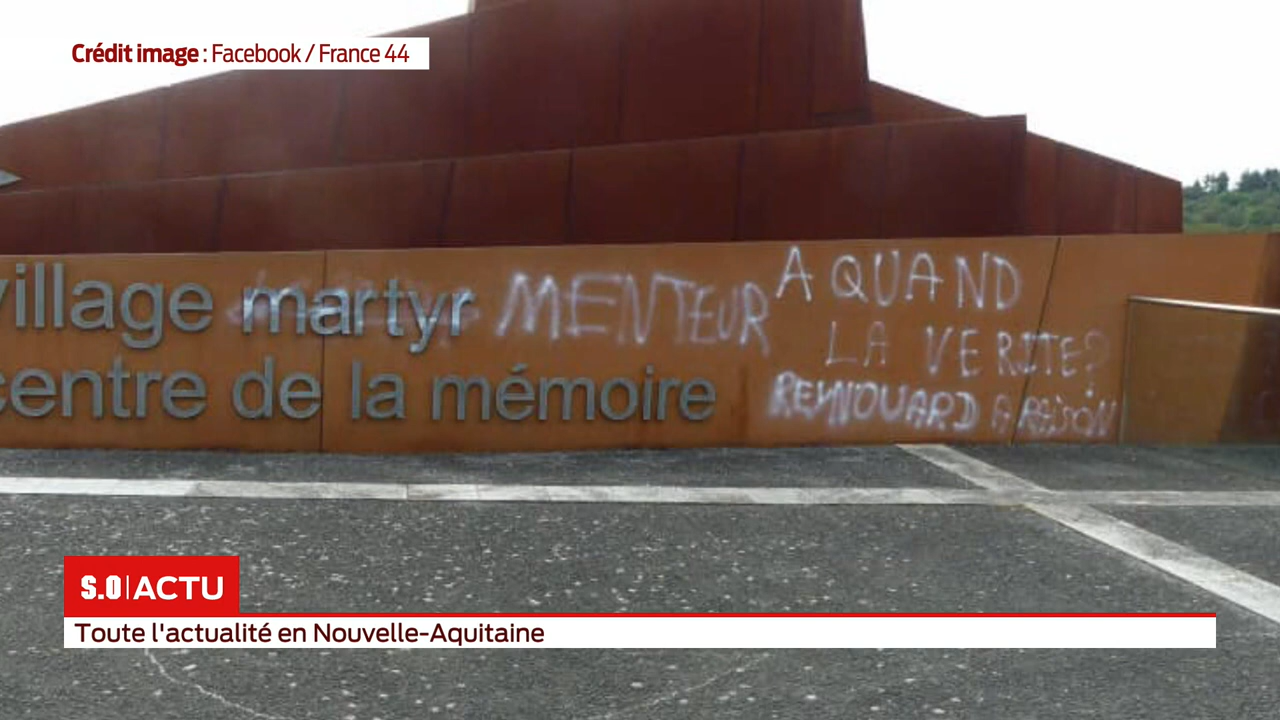 Crédit image : Facebook / France 44
village martyr MENTEUR
A QUAND
LA VERITE?
centre de la mémoire
REYNOUARD A RAISON
S.O | ACTU
Toute l'actualité en Nouvelle-Aquitaine